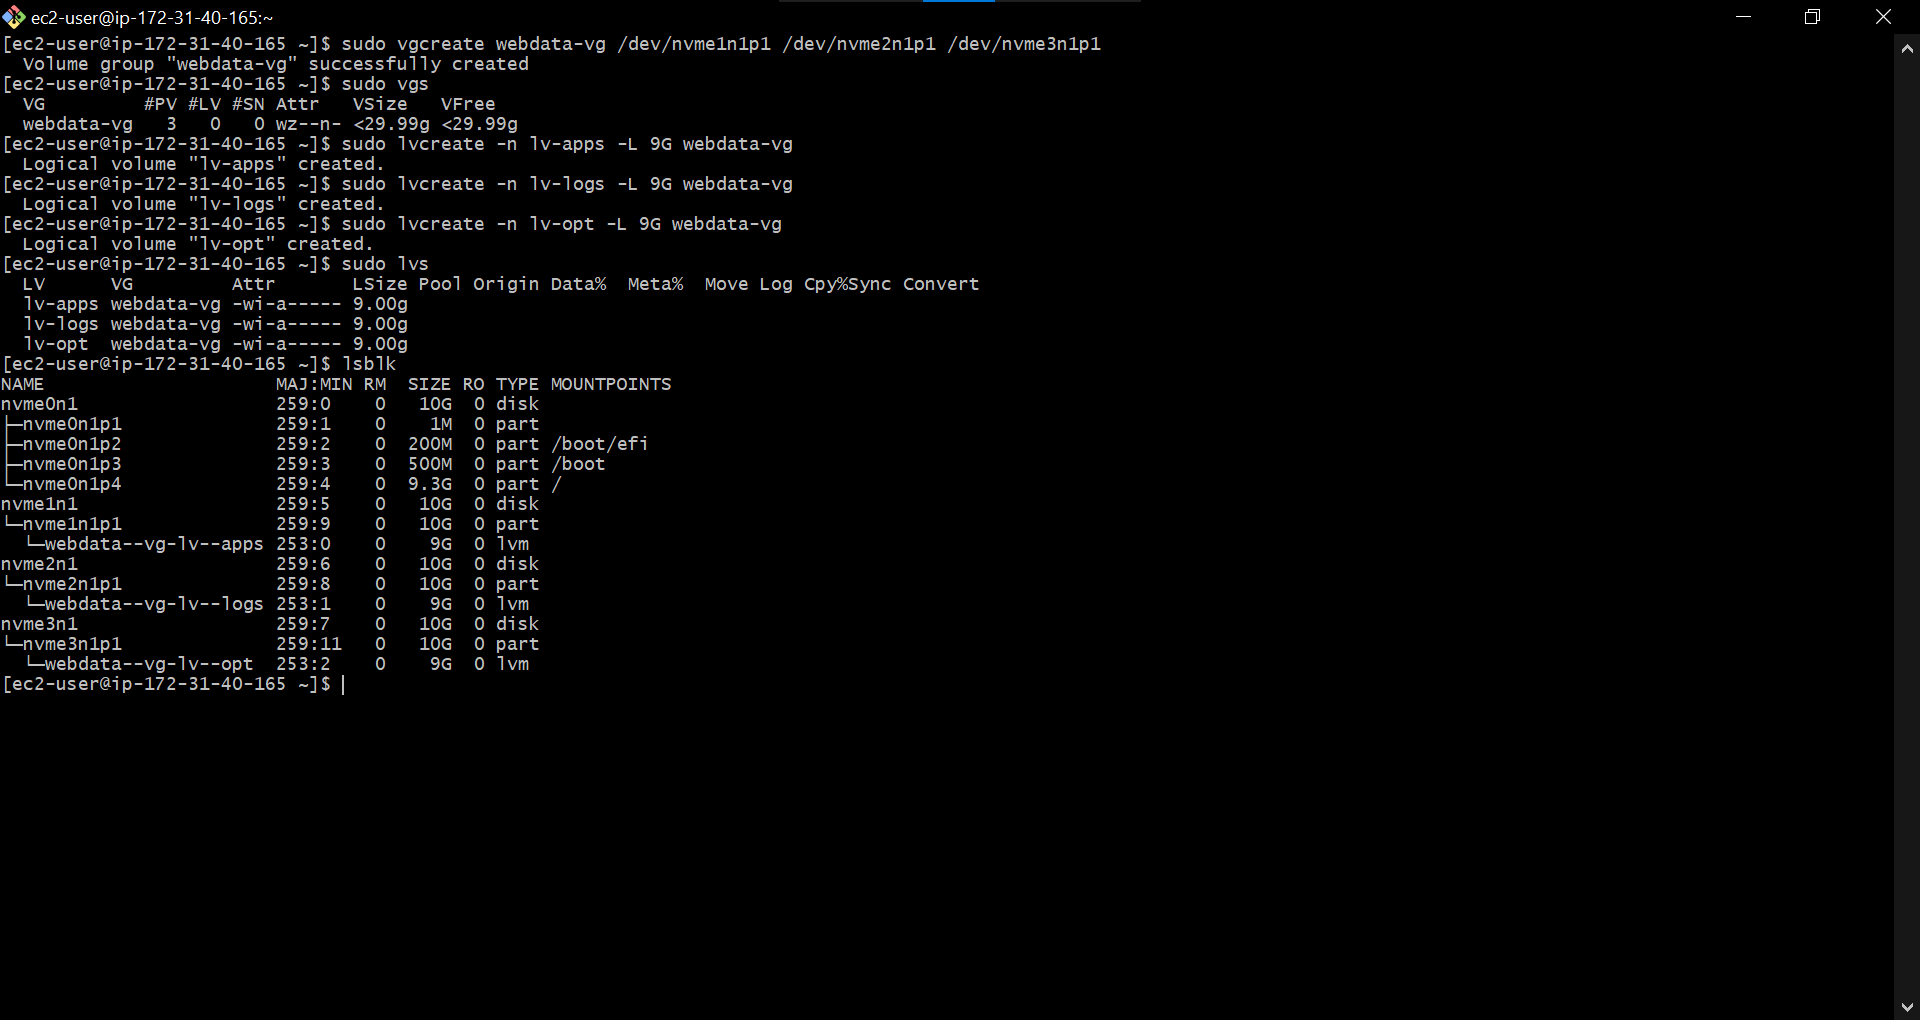 ec2-user@ip-172-31-40-165:~
[ec2-user@ip-172-31-40-165 ~]$ sudo vgcreate webdata-vg /dev/nvme1n1p1 /dev/nvme2n1p1 /dev/nvme3n1p1
  Volume group "webdata-vg" successfully created
[ec2-user@ip-172-31-40-165 ~]$ sudo vgs
  VG         #PV #LV #SN Attr   VSize   VFree
  webdata-vg   3   0   0 wz--n- <29.99g <29.99g
[ec2-user@ip-172-31-40-165 ~]$ sudo lvcreate -n lv-apps -L 9G webdata-vg
  Logical volume "lv-apps" created.
[ec2-user@ip-172-31-40-165 ~]$ sudo lvcreate -n lv-logs -L 9G webdata-vg
  Logical volume "lv-logs" created.
[ec2-user@ip-172-31-40-165 ~]$ sudo lvcreate -n lv-opt -L 9G webdata-vg
  Logical volume "lv-opt" created.
[ec2-user@ip-172-31-40-165 ~]$ sudo lvs
  LV      VG         Attr       LSize Pool Origin Data%  Meta%  Move Log Cpy%Sync Convert
  lv-apps webdata-vg -wi-a----- 9.00g
  lv-logs webdata-vg -wi-a----- 9.00g
  lv-opt  webdata-vg -wi-a----- 9.00g
[ec2-user@ip-172-31-40-165 ~]$ lsblk
NAME                     MAJ:MIN RM  SIZE RO TYPE MOUNTPOINTS
nvme0n1                  259:0    0   10G  0 disk
├─nvme0n1p1              259:1    0    1M  0 part
├─nvme0n1p2              259:2    0  200M  0 part /boot/efi
├─nvme0n1p3              259:3    0  500M  0 part /boot
└─nvme0n1p4              259:4    0  9.3G  0 part /
nvme1n1                  259:5    0   10G  0 disk
└─nvme1n1p1              259:9    0   10G  0 part
  └─webdata--vg-lv--apps 253:0    0    9G  0 lvm
nvme2n1                  259:6    0   10G  0 disk
└─nvme2n1p1              259:8    0   10G  0 part
  └─webdata--vg-lv--logs 253:1    0    9G  0 lvm
nvme3n1                  259:7    0   10G  0 disk
└─nvme3n1p1              259:11   0   10G  0 part
  └─webdata--vg-lv--opt  253:2    0    9G  0 lvm
[ec2-user@ip-172-31-40-165 ~]$